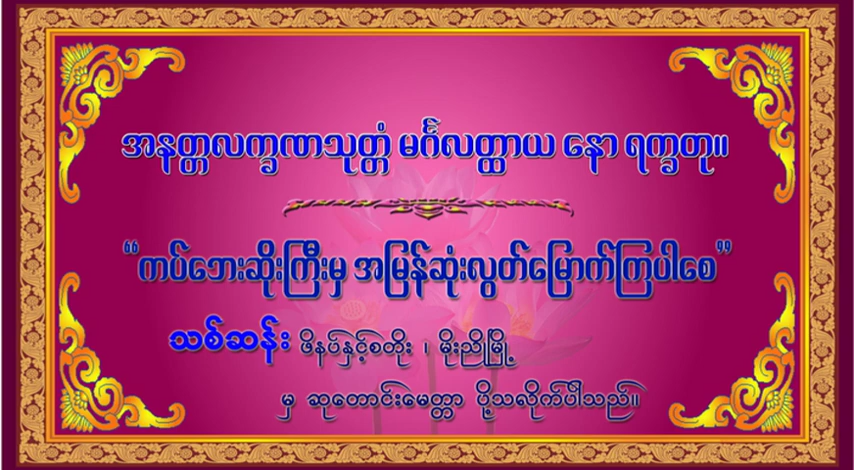 အနတ္တလက္ခဏသုတ္တံ မင်္ဂလတ္ထာယ နော ရက္ခတု။
“ကပ်ဘေးဆိုးကြီးမှ အမြန်ဆုံးလွတ်မြောက်ကြပါစေ”
သစ်ဆန်း ဖိနပ်နှင့်စတိုး ၊ မိုးညိုမြို့
မှ ဆုတောင်းမေတ္တာ ပို့သလိုက်ပါသည်။